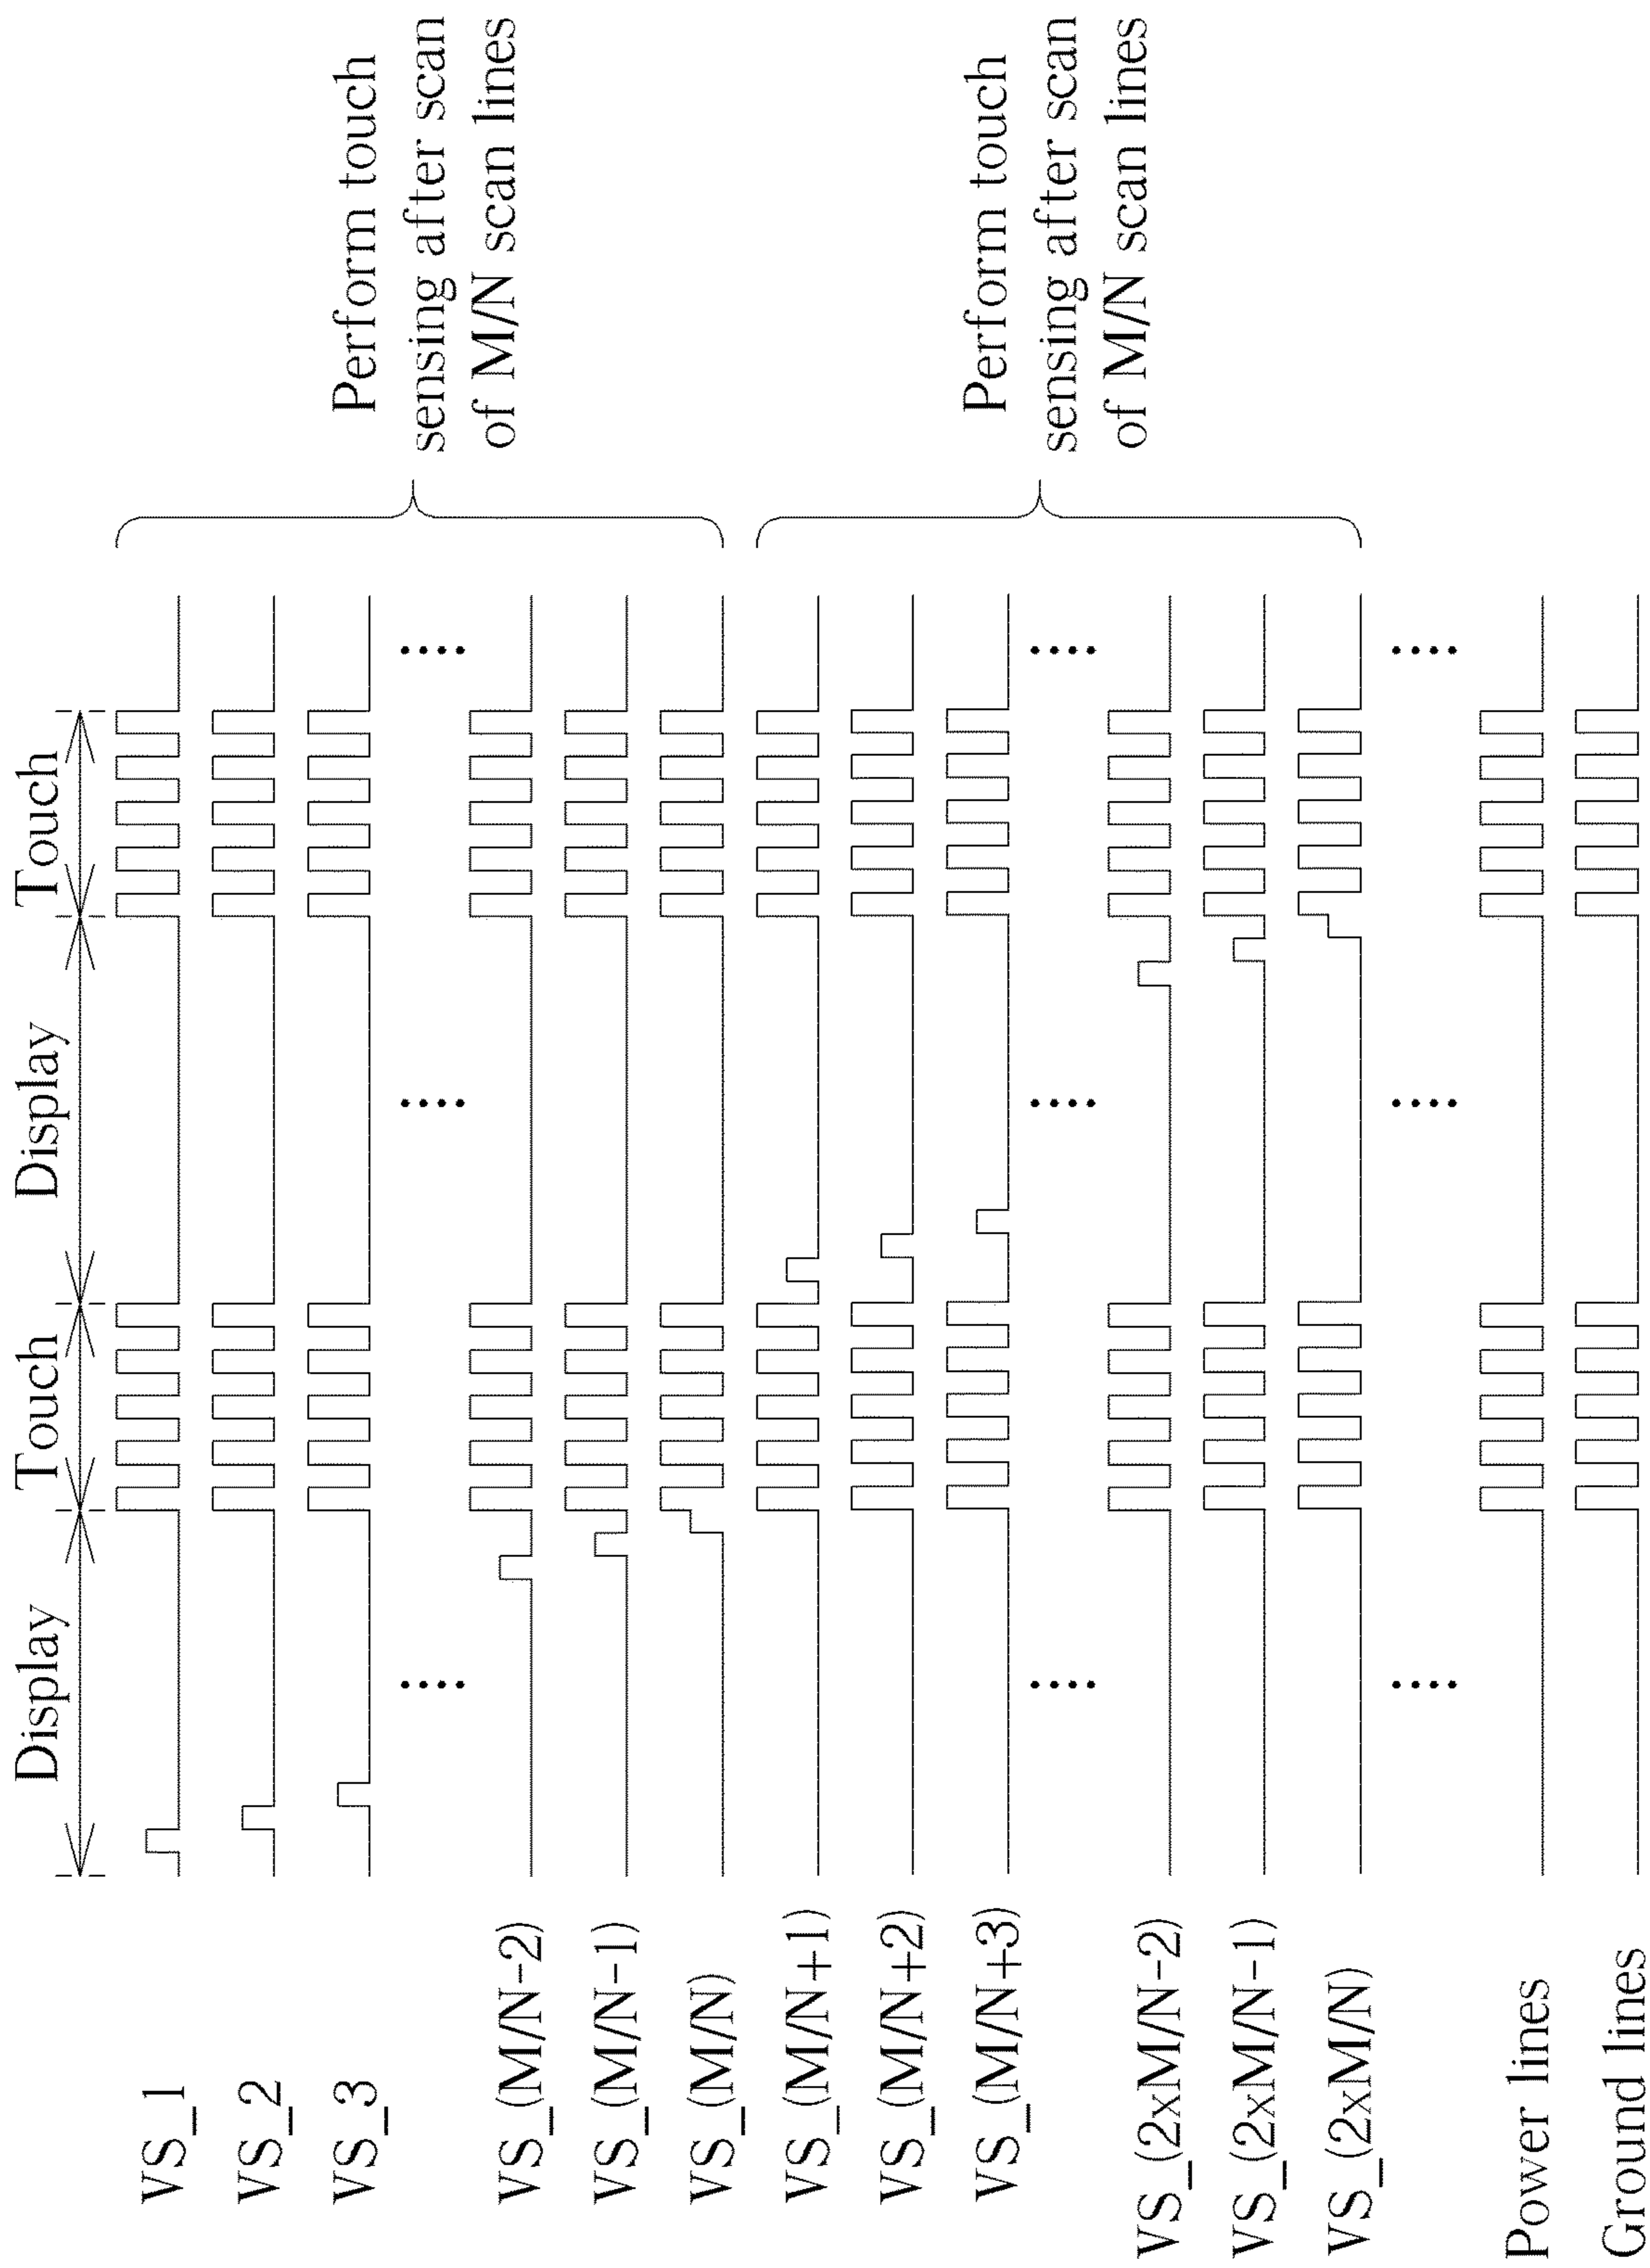 Display
Touch
Display
Touch
VS_1
VS_2
VS_3
VS_(M/N-2)
VS_(M/N-1)
VS_(M/N)
VS_(M/N+1)
VS_(M/N+2)
VS_(M/N+3)
VS_(2xM/N-2)
VS_(2xM/N-1)
VS_(2xM/N)
Power lines
Ground lines
Perform touch
sensing after scan
of M/N scan lines
Perform touch
sensing after scan
of M/N scan lines